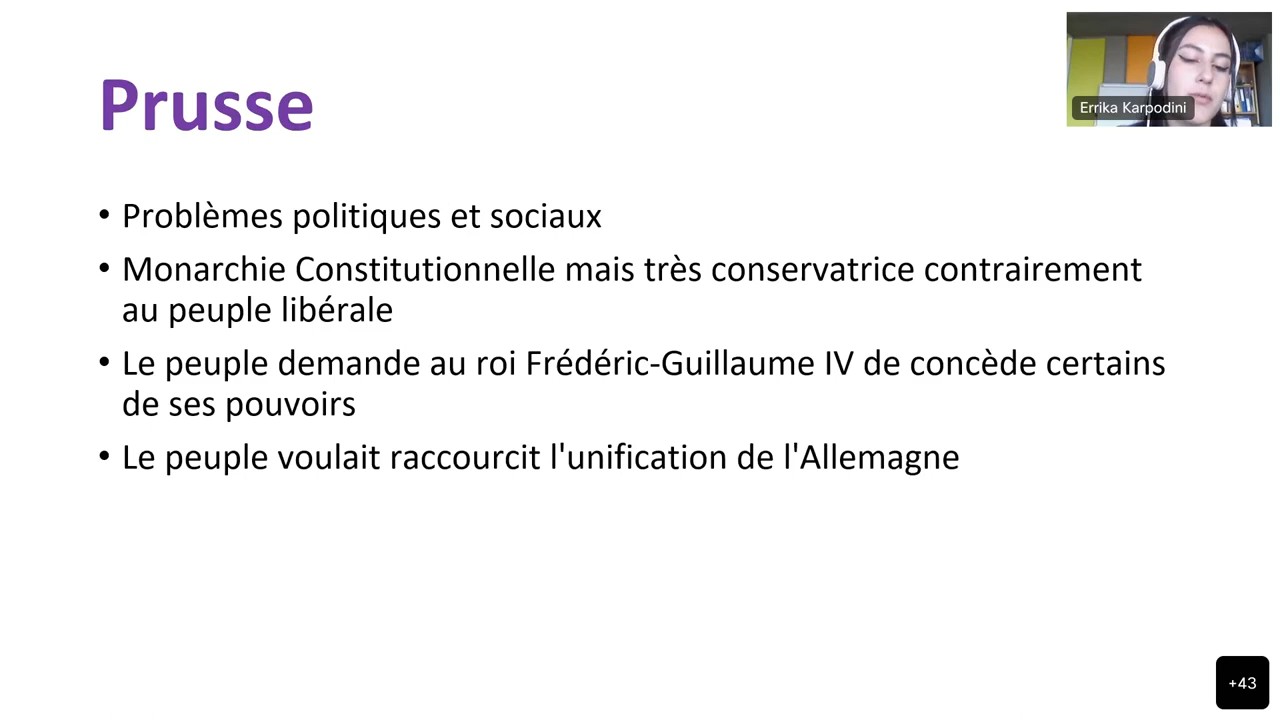 Prusse
Errika Karpodini
• Problèmes politiques et sociaux
• Monarchie Constitutionnelle mais très conservatrice contrairement
au peuple libérale
• Le peuple demande au roi Frédéric-Guillaume IV de concède certains
de ses pouvoirs
• Le peuple voulait raccourcit l'unification de l'Allemagne
+43